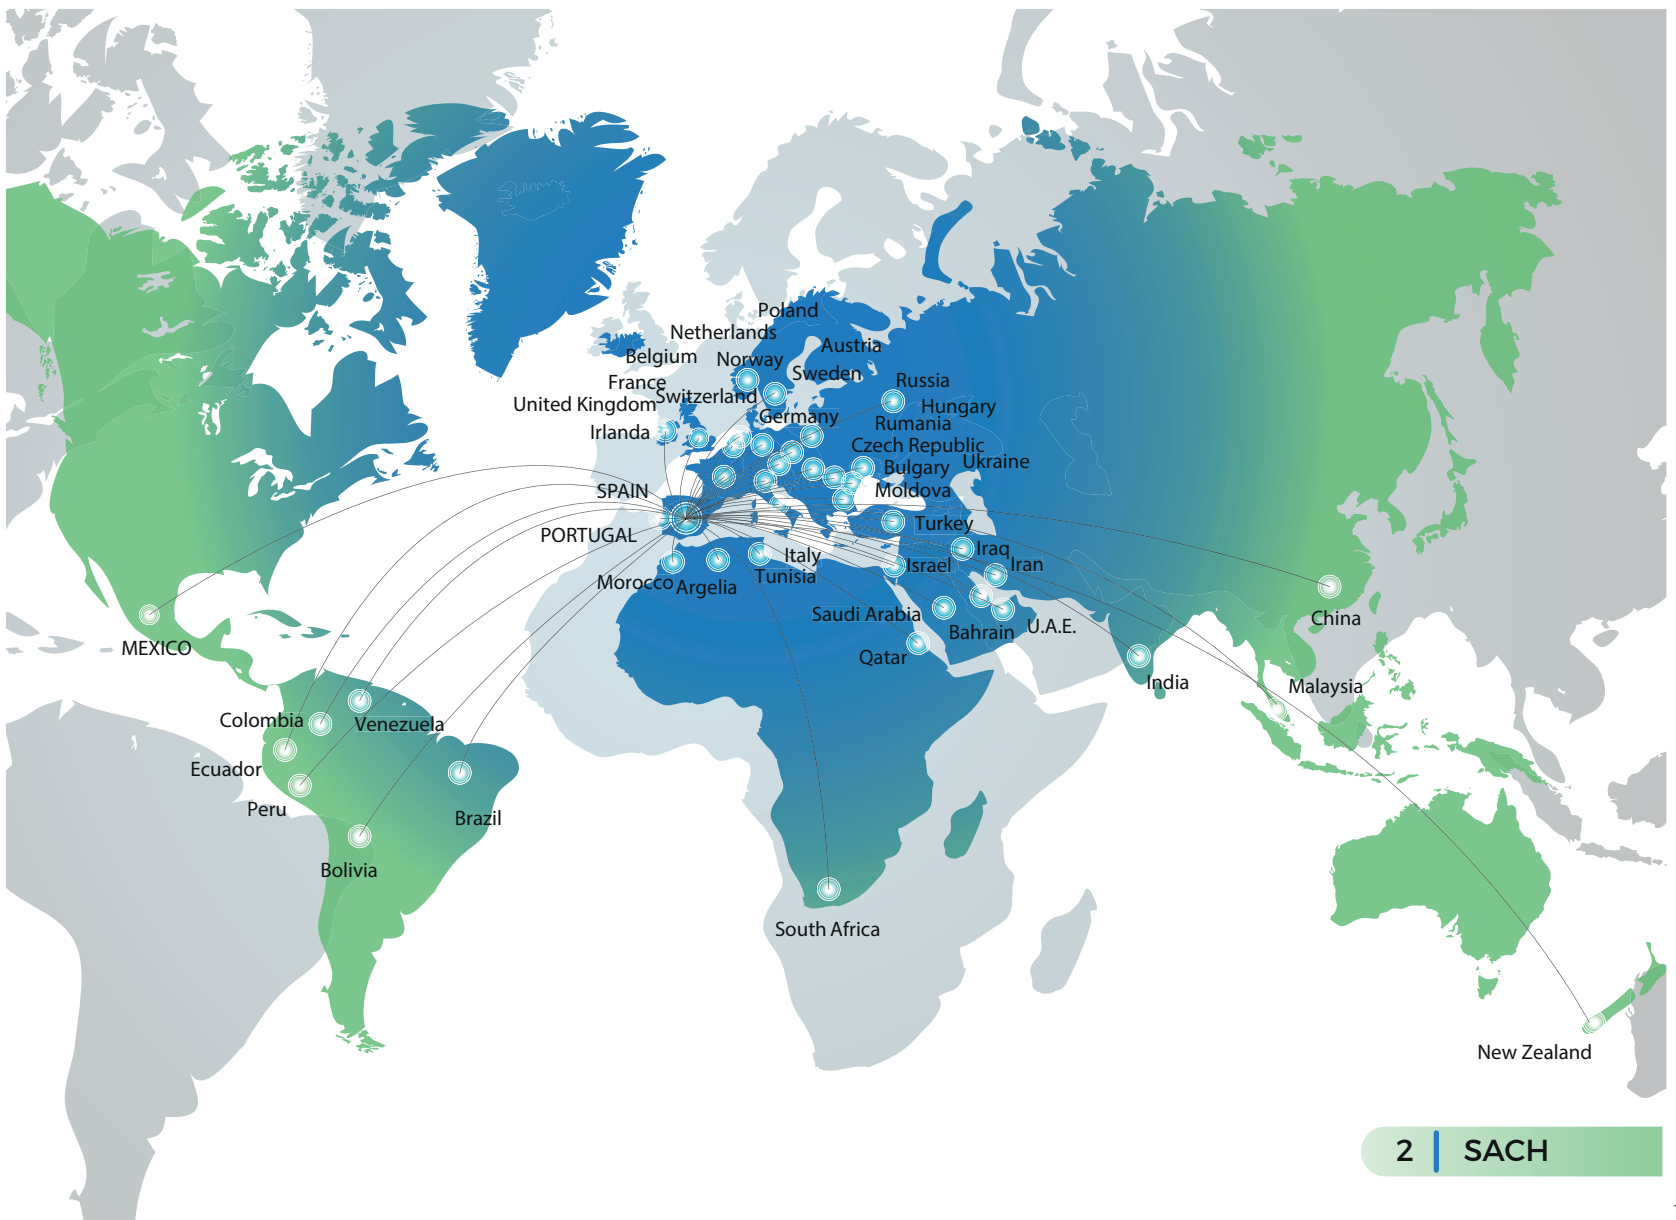 Poland
Netherlands
Austria
Belgium
Norway
Sweden
France
Switzerland
Russia
United Kingdom
Hungary
Germany
Rumania
Irlanda
Czech Republic
Bulgary
Ukraine
SPAIN
Moldova
PORTUGAL
Turkey
Italy
Iraq
Israel
Iran
Morocco
Argelia
Tunisia
Saudi Arabia
Bahrain
U.A.E.
China
MEXICO
Qatar
India
Malaysia
Colombia
Venezuela
Ecuador
Peru
Brazil
Bolivia
South Africa
New Zealand
2 | SACH